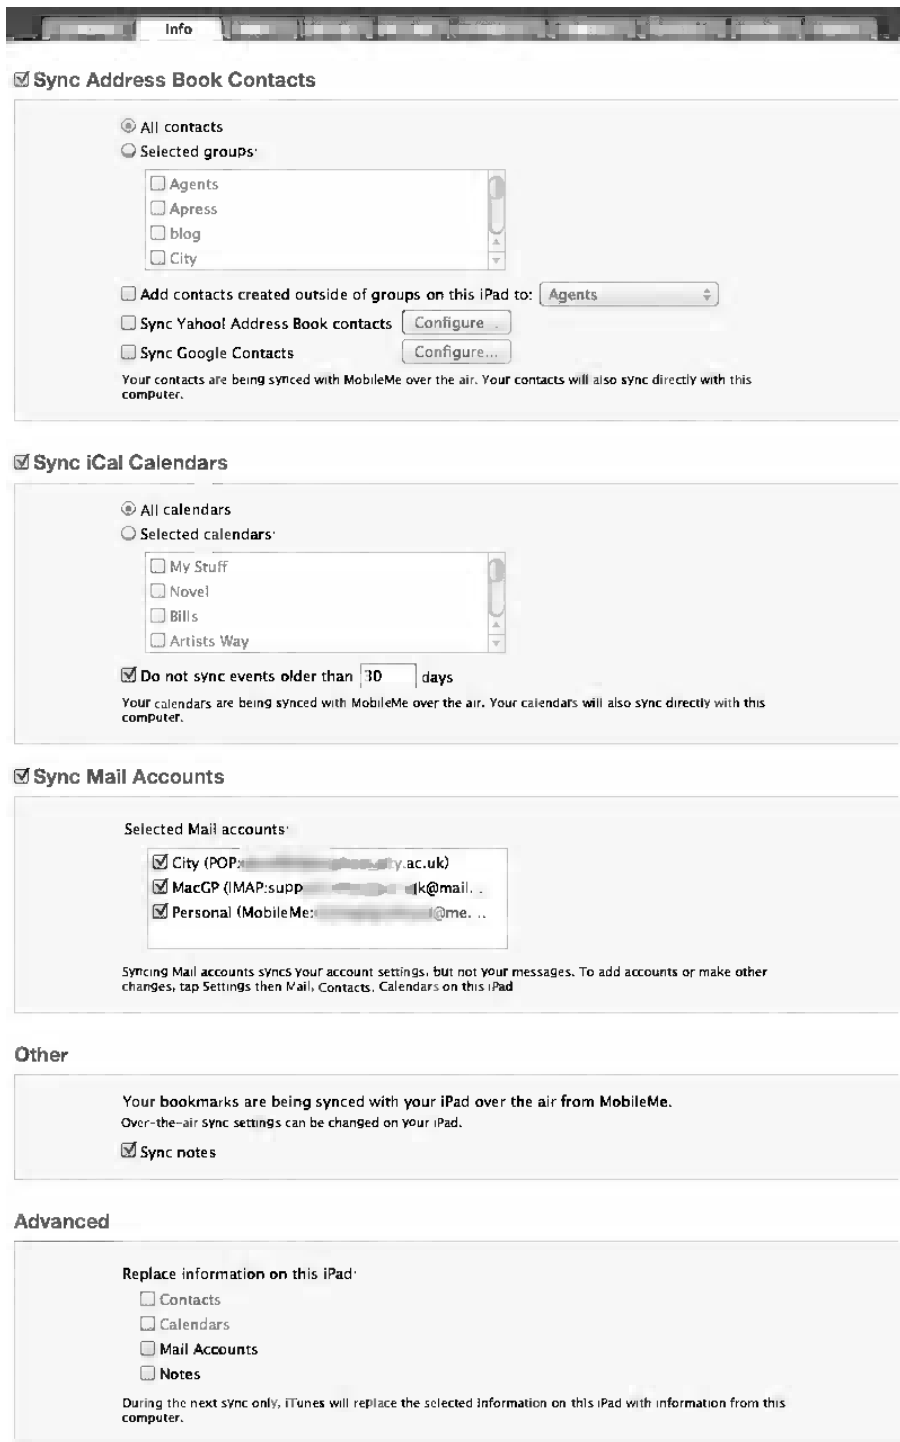 Info
Sync Address Book Contacts
All contacts
Selected groups:
Agents
Apress
blog
City
Add contacts created outside of groups on this iPad to: Agents
Sync Yahoo! Address Book contacts Configure...
Sync Google Contacts Configure...
Your contacts are being synced with MobileMe over the air. Your contacts will also sync directly with this
computer.
Sync iCal Calendars
All calendars
Selected calendars:
My Stuff
Novel
Bills
Artists Way
Do not sync events older than 30 days
Your calendars are being synced with MobileMe over the air. Your calendars will also sync directly with this
computer.
Sync Mail Accounts
Selected Mail accounts:
City (POP: y.ac.uk)
MacGP (IMAP:supp k@mail...
Personal (MobileMe: @me....
Syncing Mail accounts syncs your account settings, but not your messages. To add accounts or make other
changes, tap Settings then Mail, Contacts, Calendars on this iPad
Other
Your bookmarks are being synced with your iPad over the air from MobileMe.
Over-the-air sync settings can be changed on your iPad.
Sync notes
Advanced
Replace information on this iPad:
Contacts
Calendars
Mail Accounts
Notes
During the next sync only, iTunes will replace the selected information on this iPad with information from this
computer.